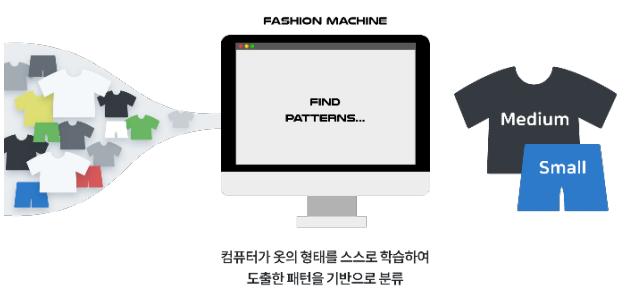 FASHION MACHINE
FIND
PATTERNS...
Medium
Small
컴퓨터가 옷의 형태를 스스로 학습하여
도출한 패턴을 기반으로 분류